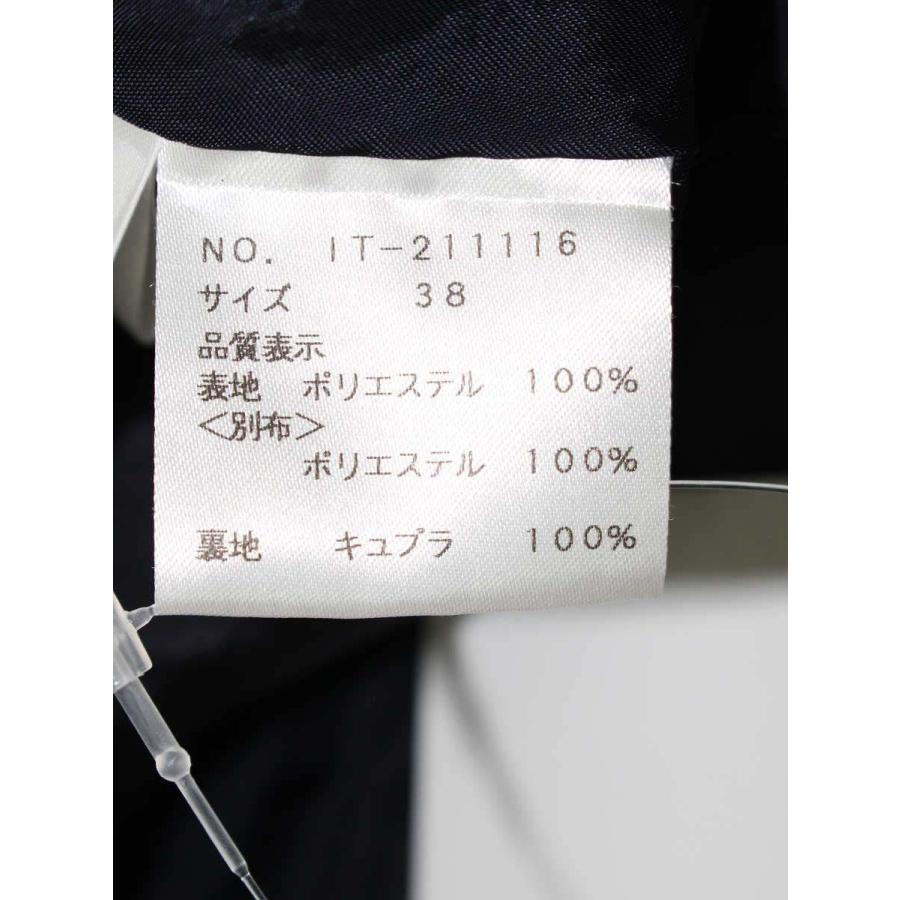 NO. IT-211116
サイズ 38
品質表示
表地 ポリエステル 100%
<別布>
ポリエステル 100%
裏地 キュプラ 100%